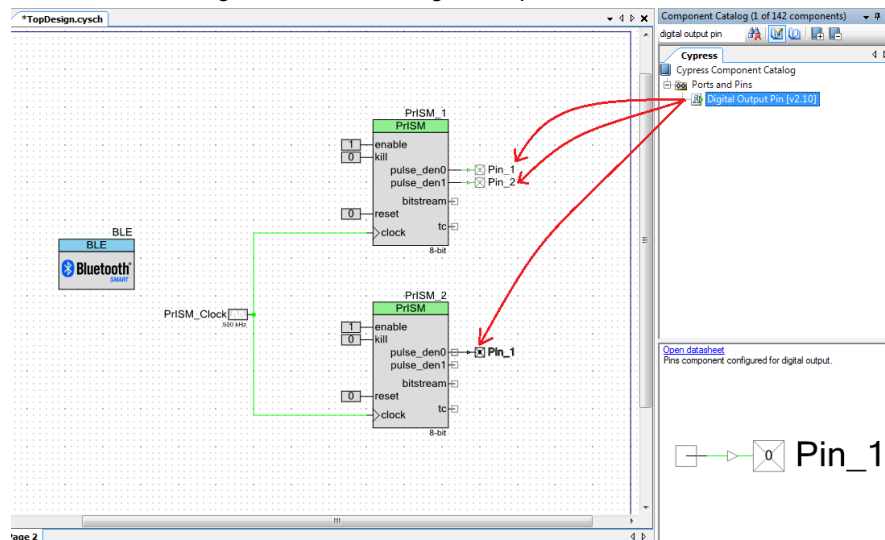 *TopDesign.cysch
Component Catalog (1 of 142 components)
digital output pin
Cypress
Cypress Component Catalog
Ports and Pins
Digital Output Pin [v2.10]
PrISM_1
PrISM
1 enable
0 kill
pulse_den0 Pin_1
pulse_den1 Pin_2
bitstream
0 reset
tc
clock
8-bit
BLE
BLE
Bluetooth
SMART
PrISM_Clock
500 kHz
PrISM_2
PrISM
1 enable
0 kill
pulse_den0 Pin_1
pulse_den1
bitstream
0 reset
tc
clock
8-bit
Open datasheet
Pins component configured for digital output.
0 Pin_1
Page 2